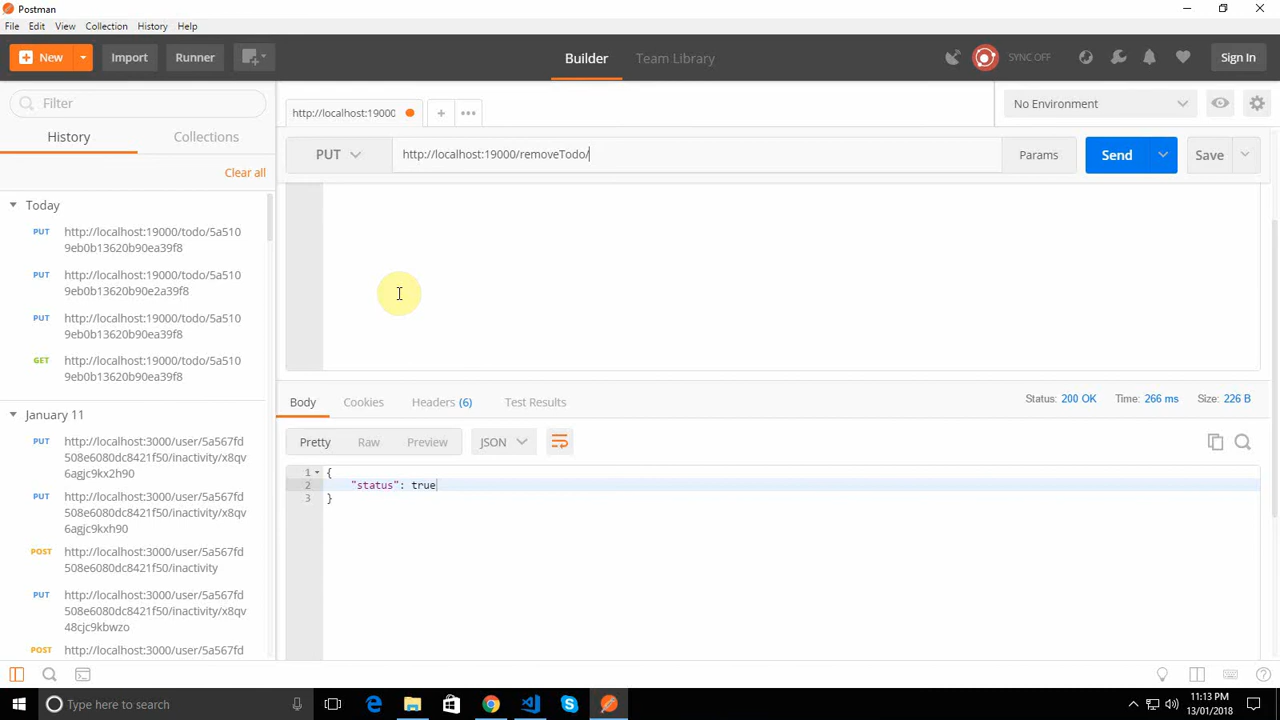 Postman
File Edit View Collection History Help
New Import Runner Builder Team Library SYNC OFF Sign In
Filter
History Collections
Clear all
Today
PUT http://localhost:19000/todo/5a510
9eb0b13620b90ea39f8
PUT http://localhost:19000/todo/5a510
9eb0b13620b90e2a39f8
PUT http://localhost:19000/todo/5a510
9eb0b13620b90ea39f8
GET http://localhost:19000/todo/5a510
9eb0b13620b90ea39f8
January 11
PUT http://localhost:3000/user/5a567fd
508e6080dc8421f50/inactivity/x8qv
6agjc9kx2h90
PUT http://localhost:3000/user/5a567fd
508e6080dc8421f50/inactivity/x8qv
6agjc9kxh90
POST http://localhost:3000/user/5a567fd
508e6080dc8421f50/inactivity
PUT http://localhost:3000/user/5a567fd
508e6080dc8421f50/inactivity/x8qv
48cjc9kbwzo
POST http://localhost:3000/user/5a567fd
http://localhost:19000 + ••• No Environment
PUT http://localhost:19000/removeTodo/ Params Send Save
Body Cookies Headers (6) Test Results Status: 200 OK Time: 266 ms Size: 226 B
Pretty Raw Preview JSON
1 {
2 "status": true
3 }
Type here to search
11:13 PM
13/01/2018